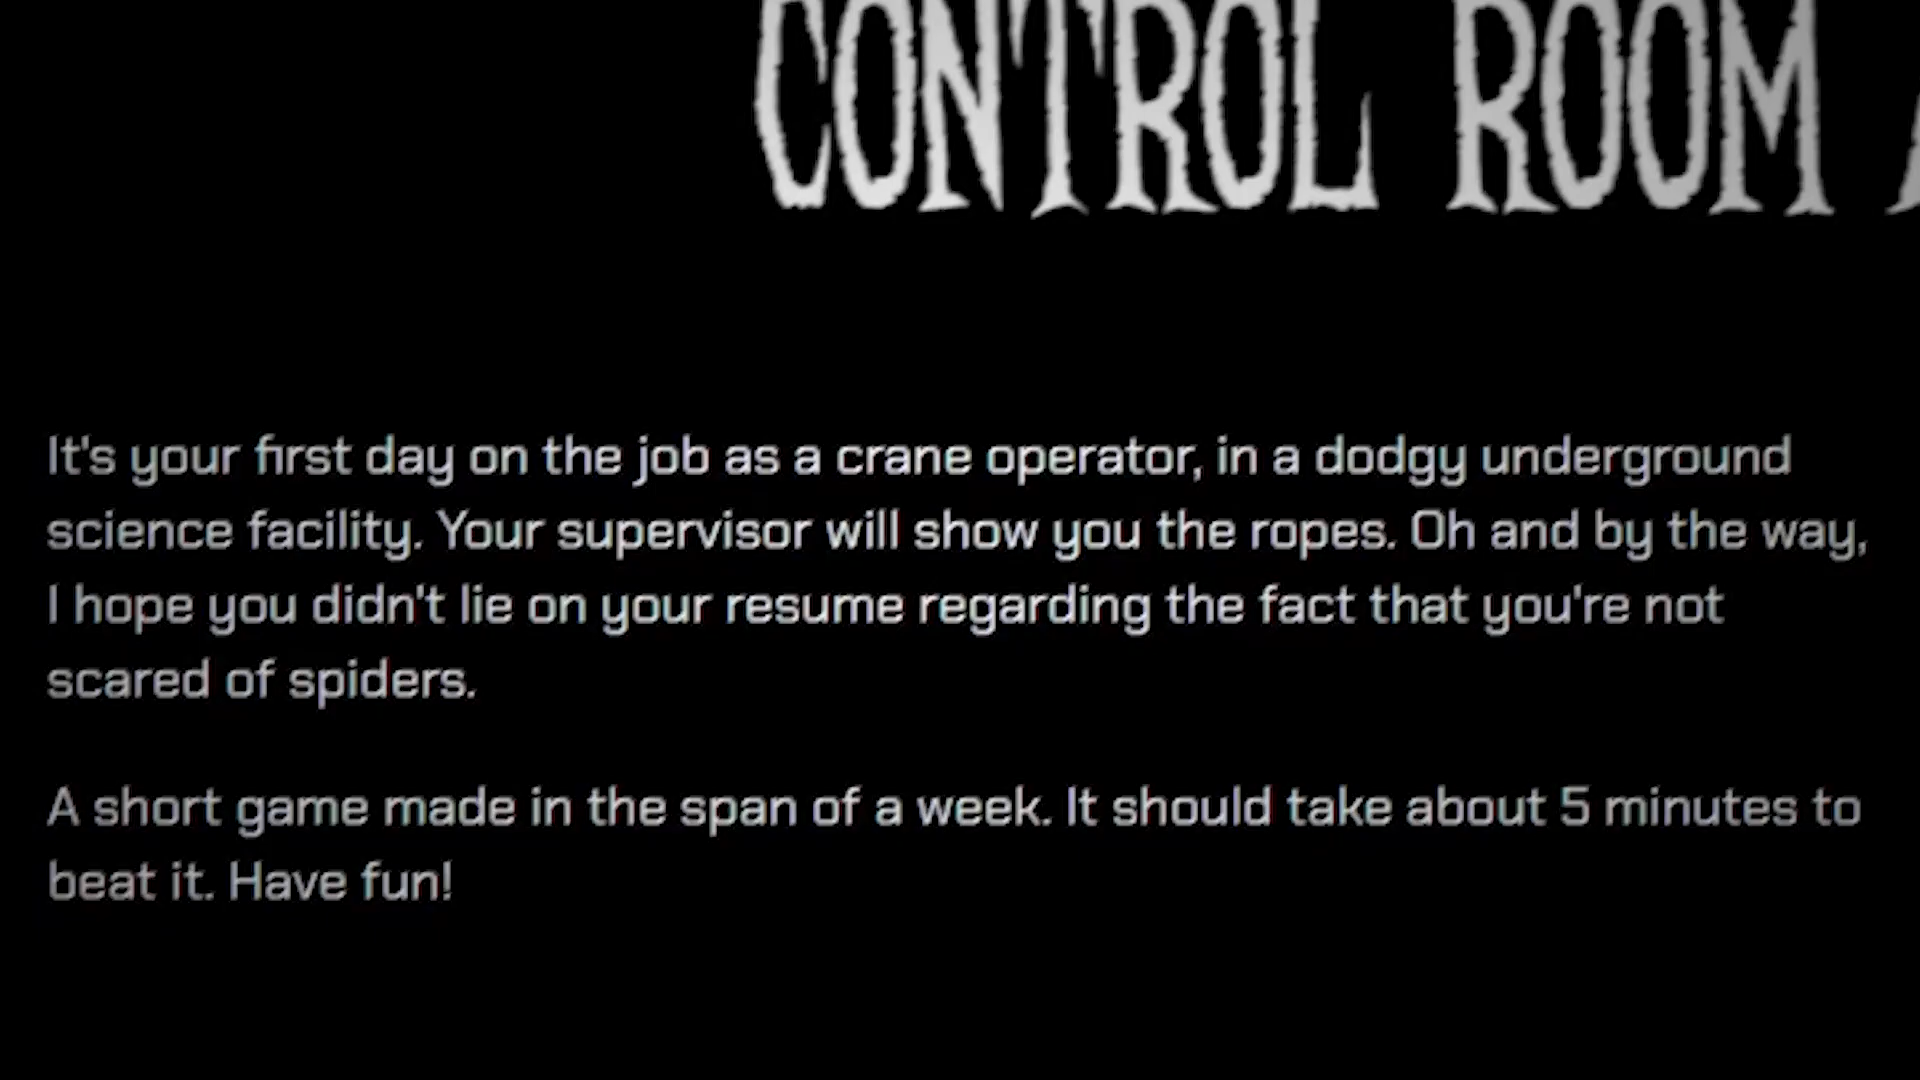 CONTROL ROOM
It's your first day on the job as a crane operator, in a dodgy underground
science facility. Your supervisor will show you the ropes. Oh and by the way,
I hope you didn't lie on your resume regarding the fact that you're not
scared of spiders.
A short game made in the span of a week. It should take about 5 minutes to
beat it. Have fun!